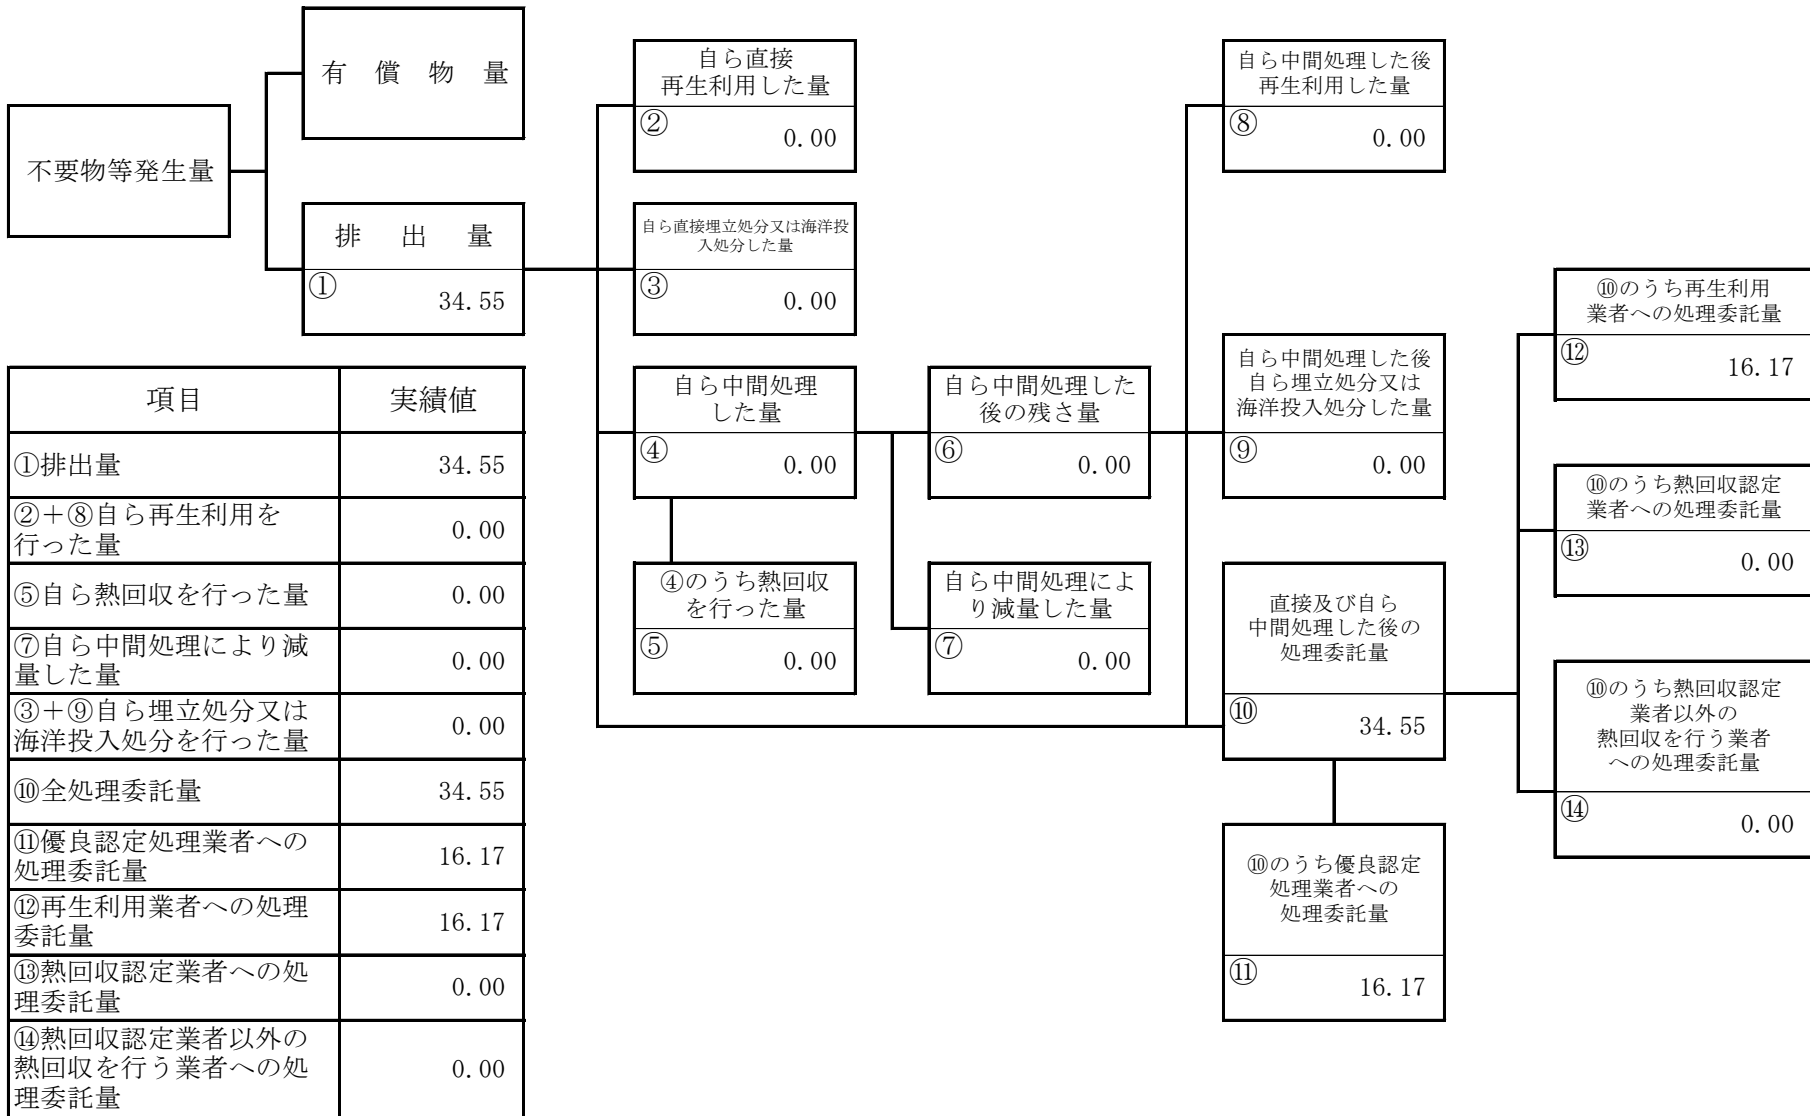 有償物量
不要物等発生量
排出量
①
34.55
自ら直接
再生利用した量
②
0.00
自ら直接埋立処分又は海洋投
入処分した量
③
0.00
自ら中間処理
した量
④
0.00
④のうち熱回収
を行った量
⑤
0.00
自ら中間処理した
後の残さ量
⑥
0.00
自ら中間処理によ
り減量した量
⑦
0.00
自ら中間処理した後
再生利用した量
⑧
0.00
自ら中間処理した後
自ら埋立処分又は
海洋投入処分した量
⑨
0.00
直接及び自ら
中間処理した後の
処理委託量
⑩
34.55
⑩のうち優良認定
処理業者への
処理委託量
⑪
16.17
⑩のうち再生利用
業者への処理委託量
⑫
16.17
⑩のうち熱回収認定
業者への処理委託量
⑬
0.00
⑩のうち熱回収認定
業者以外の
熱回収を行う業者
への処理委託量
⑭
0.00
項目 実績値
①排出量 34.55
②+⑧自ら再生利用を
行った量 0.00
⑤自ら熱回収を行った量 0.00
⑦自ら中間処理により減
量した量 0.00
③+⑨自ら埋立処分又は
海洋投入処分を行った量 0.00
⑩全処理委託量 34.55
⑪優良認定処理業者への
処理委託量 16.17
⑫再生利用業者への処理
委託量 16.17
⑬熱回収認定業者への処
理委託量 0.00
⑭熱回収認定業者以外の
熱回収を行う業者への処
理委託量 0.00